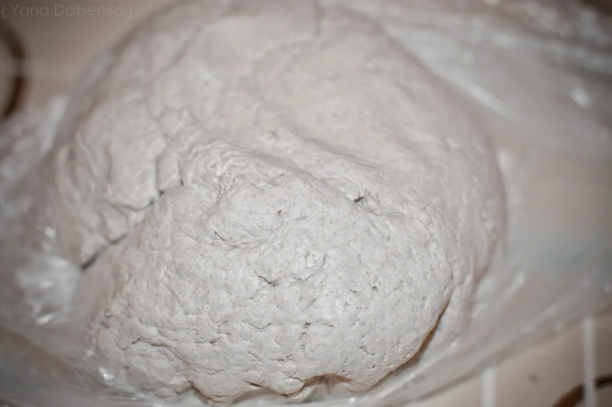 { Yana Datsenko }